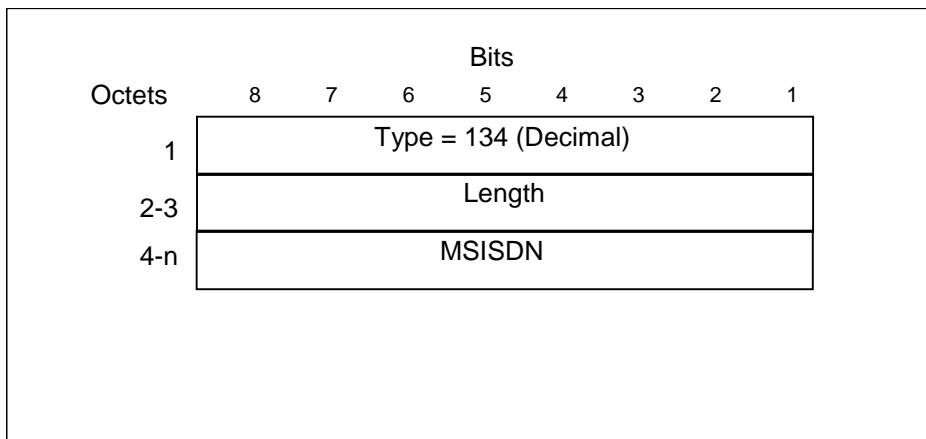 Bits
Octets 8 7 6 5 4 3 2 1
1 Type = 134 (Decimal)
2-3 Length
4-n MSISDN